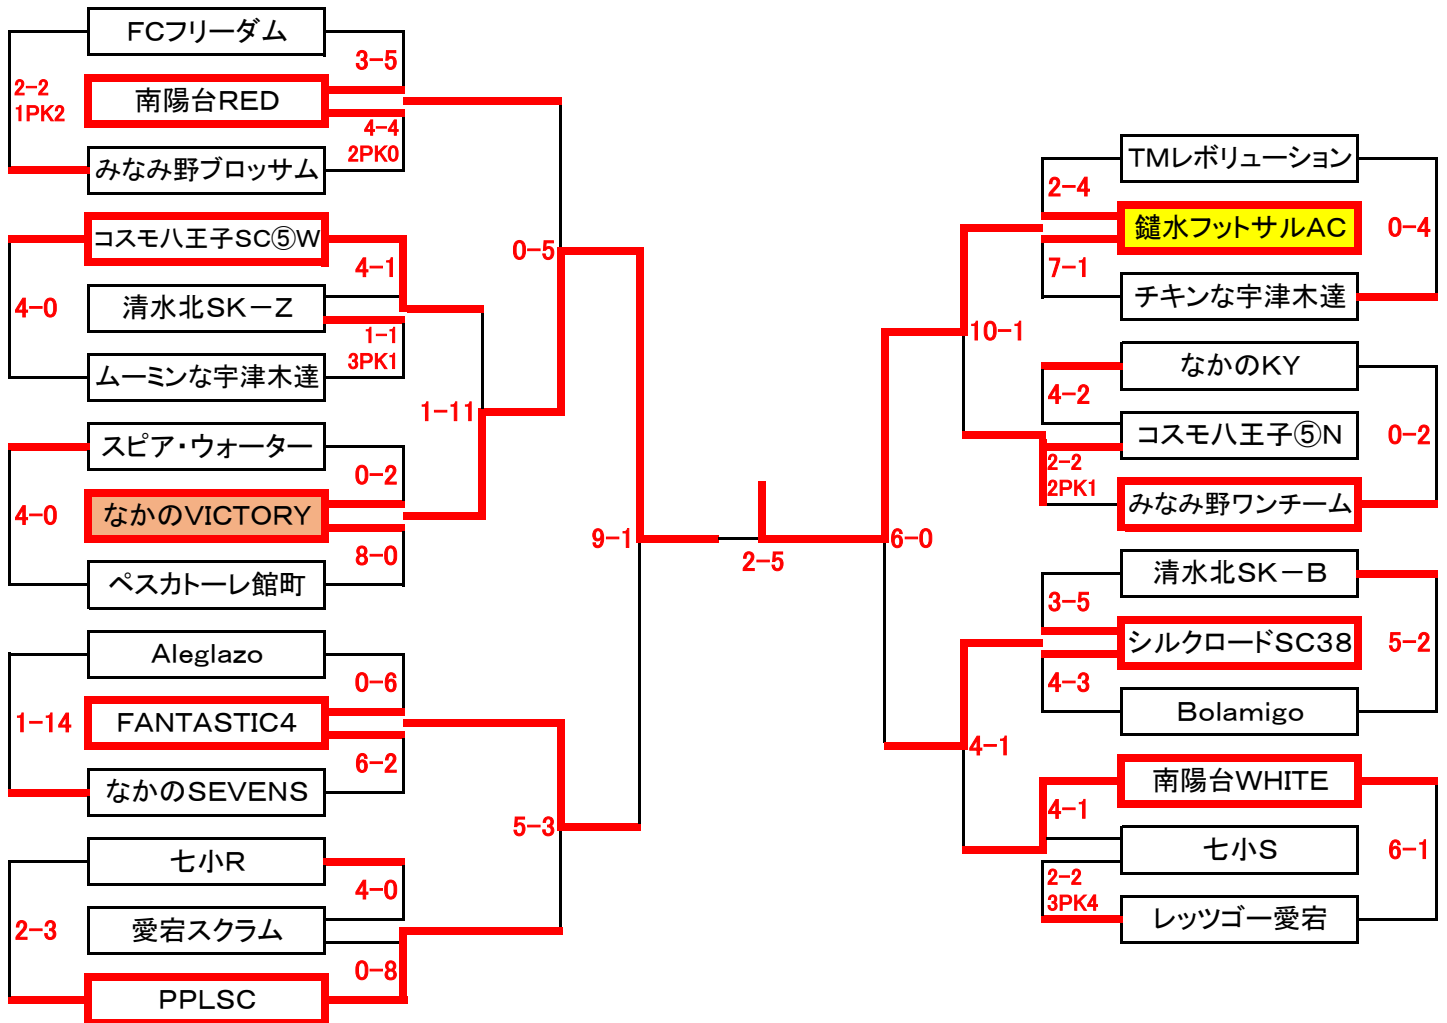 FCフリーダム
3-5
2-2
1PK2
南陽台RED
4-4
2PK0
みなみ野ブロッサム
コスモ八王子SC⑤W
4-1
4-0
清水北SK－Z
1-1
3PK1
ムーミンな宇津木達
0-5
1-11
スピア・ウォーター
0-2
4-0
なかのVICTORY
8-0
ペスカトーレ館町
9-1
Aleglazo
0-6
1-14
FANTASTIC4
6-2
なかのSEVENS
5-3
七小R
4-0
2-3
愛宕スクラム
0-8
PPLSC
2-5
TMレボリューション
2-4
鑓水フットサルAC
0-4
7-1
チキンな宇津木達
10-1
なかのKY
4-2
コスモ八王子⑤N
0-2
2-2
2PK1
みなみ野ワンチーム
6-0
清水北SK－B
3-5
シルクロードSC38
5-2
4-3
Bolamigo
4-1
南陽台WHITE
4-1
七小S
6-1
2-2
3PK4
レッツゴー愛宕